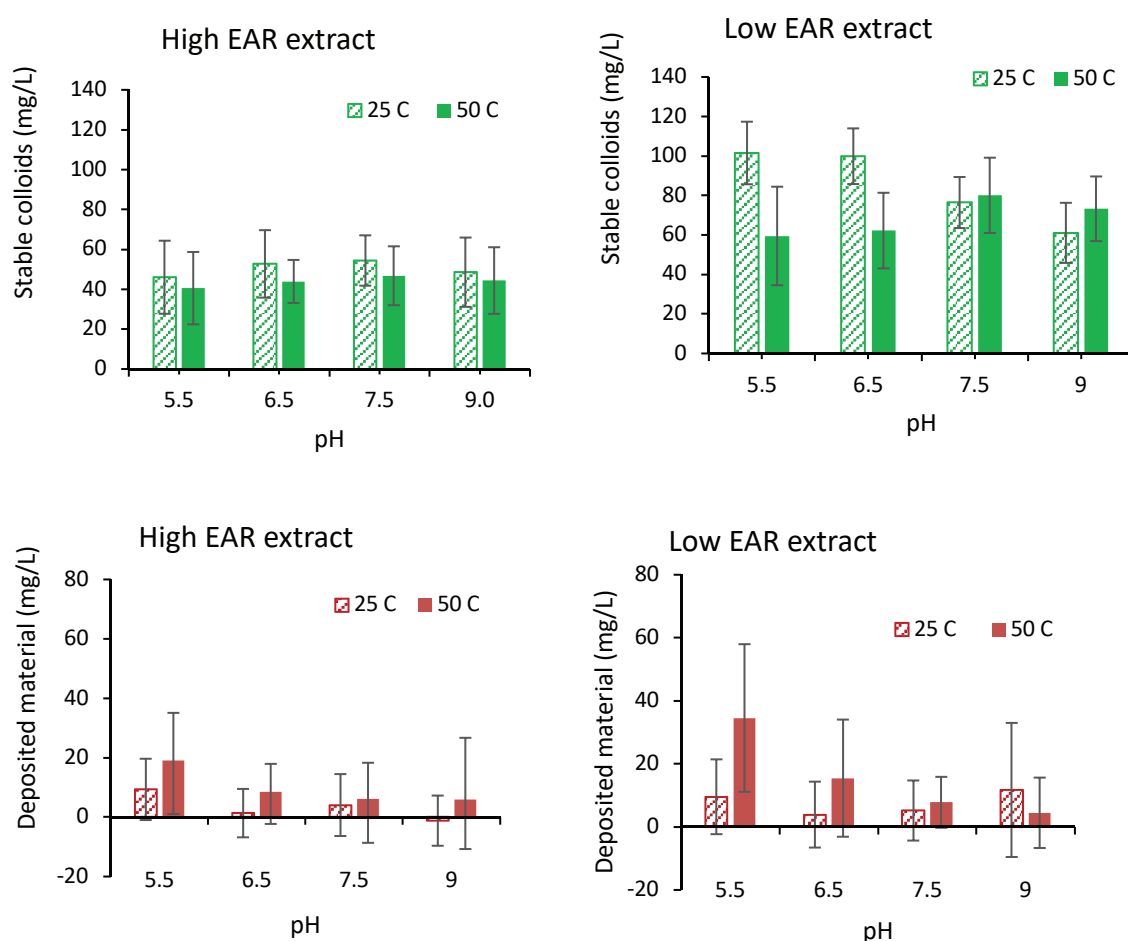 High EAR extract
Stable colloids (mg/L)
140
120
100
80
60
40
20
0
25 C 50 C
5.5 6.5 7.5 9.0
pH
Low EAR extract
Stable colloids (mg/L)
140
120
100
80
60
40
20
0
25 C 50 C
5.5 6.5 7.5 9
pH
High EAR extract
Deposited material (mg/L)
80
60
40
20
0
-20
25 C 50 C
5.5 6.5 7.5 9
pH
Low EAR extract
Deposited material (mg/L)
80
60
40
20
0
-20
25 C 50 C
5.5 6.5 7.5 9
pH